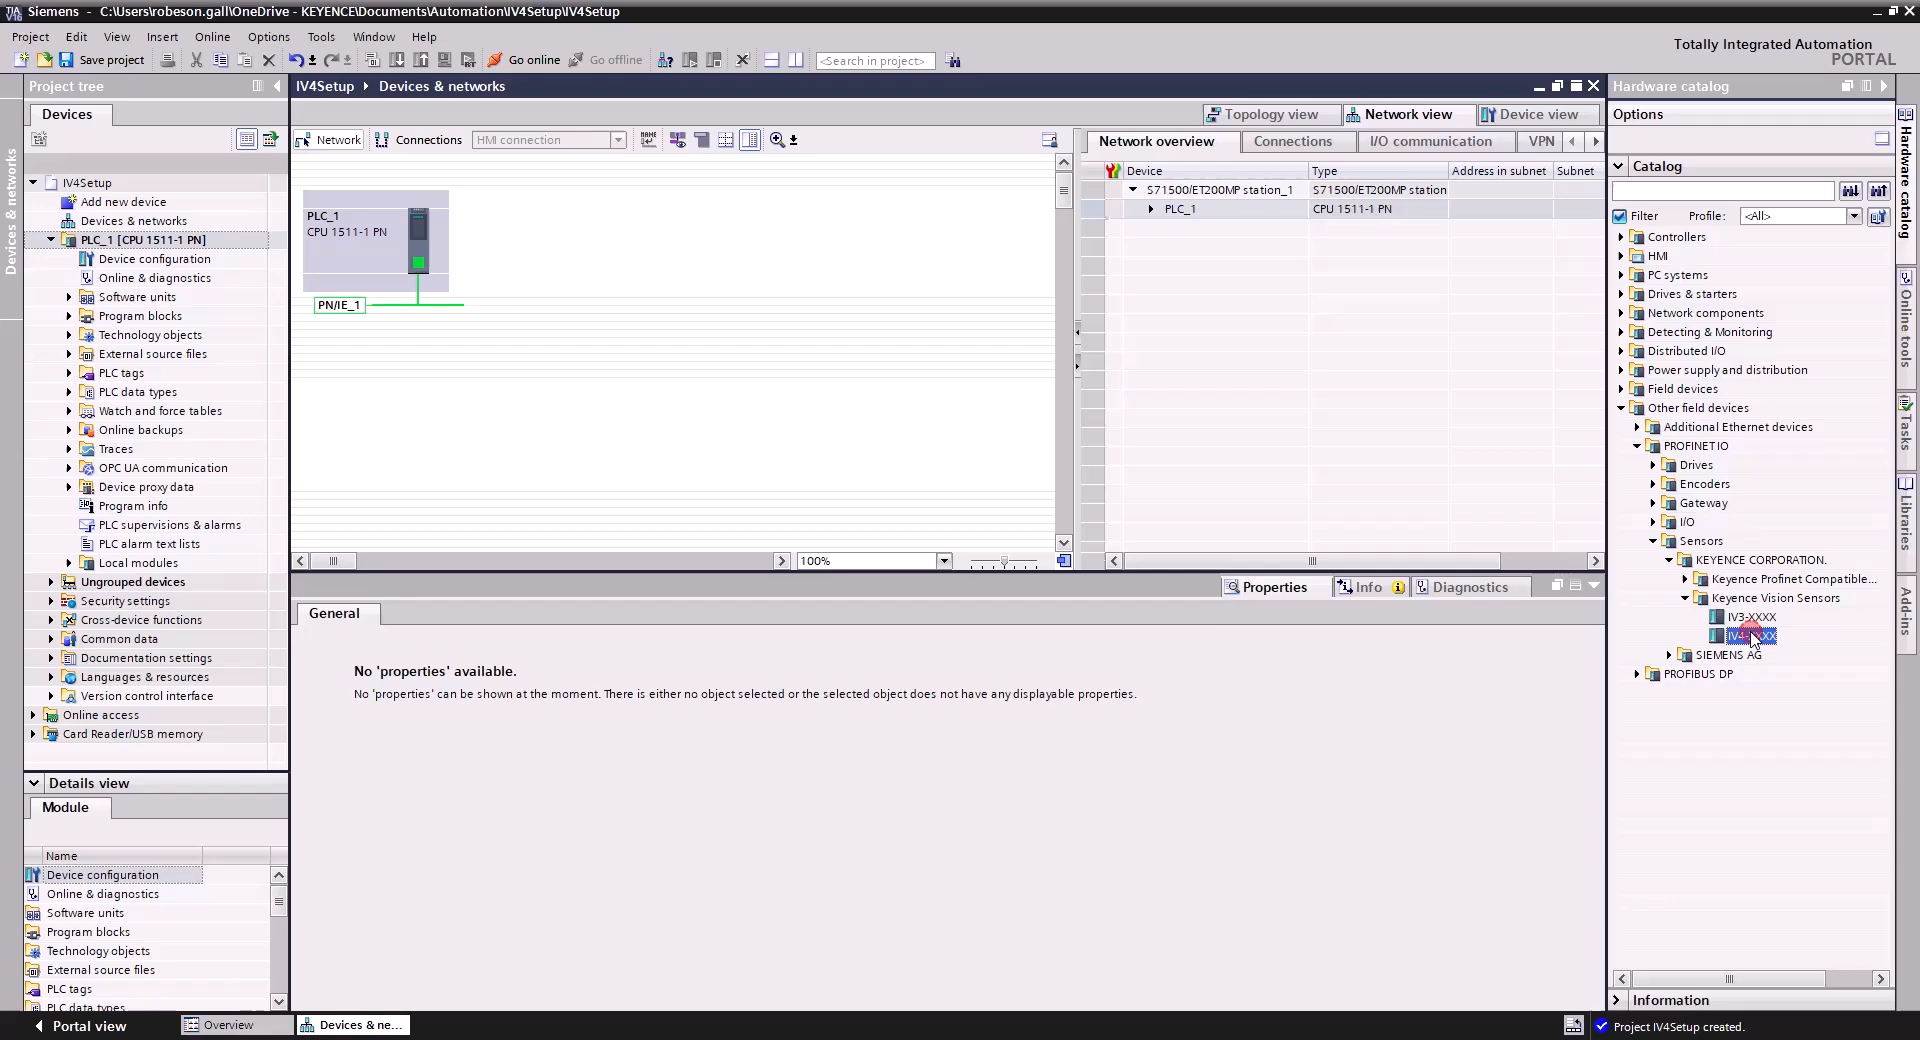 Siemens - C:\Users\robeson.gall\OneDrive - KEYENCE\Documents\Automation\IV4Setup\IV4Setup
Project Edit View Insert Online Options Tools Window Help
Totally Integrated Automation
PORTAL
Save project
Go online
Go offline
<Search in project>
Project tree
Devices
IV4Setup
Add new device
Devices & networks
PLC_1 [CPU 1511-1 PN]
Device configuration
Online & diagnostics
Software units
Program blocks
Technology objects
External source files
PLC tags
PLC data types
Watch and force tables
Online backups
Traces
OPC UA communication
Device proxy data
Program info
PLC supervisions & alarms
PLC alarm text lists
Local modules
Ungrouped devices
Security settings
Cross-device functions
Common data
Documentation settings
Languages & resources
Version control interface
Online access
Card Reader/USB memory
Details view
Module
Name
Device configuration
Online & diagnostics
Software units
Program blocks
Technology objects
External source files
PLC tags
PLC data types
Devices & networks
IV4Setup Devices & networks
Topology view Network view Device view
Network Connections HMI connection
PLC_1
CPU 1511-1 PN
PN/IE_1
100%
Network overview Connections I/O communication VPN
Device Type Address in subnet Subnet
S71500/ET200MP station_1 S71500/ET200MP station
PLC_1 CPU 1511-1 PN
Properties Info Diagnostics
General
No 'properties' available.
No 'properties' can be shown at the moment. There is either no object selected or the selected object does not have any displayable properties.
Hardware catalog
Options
Catalog
Filter Profile: <All>
Controllers
HMI
PC systems
Drives & starters
Network components
Detecting & Monitoring
Distributed I/O
Power supply and distribution
Field devices
Other field devices
Additional Ethernet devices
PROFINET IO
Drives
Encoders
Gateway
I/O
Sensors
KEYENCE CORPORATION.
Keyence Profinet Compatible...
Keyence Vision Sensors
IV3-XXXX
IV4-XXXX
SIEMENS AG
PROFIBUS DP
Information
Hardware catalog
Online tools
Tasks
Libraries
Add-ins
Portal view
Overview
Devices & ne...
Project IV4Setup created.